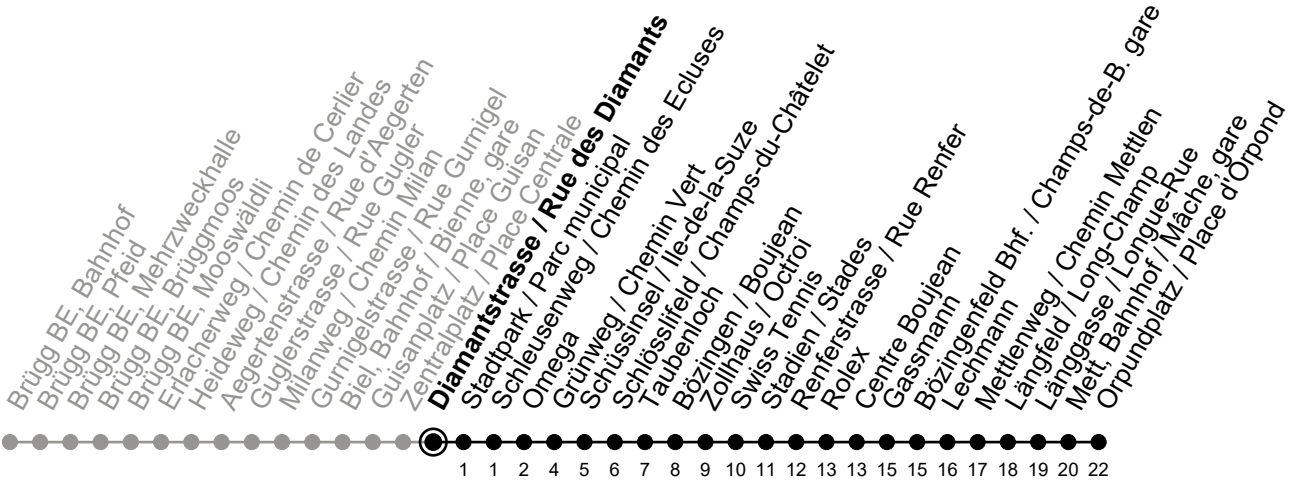 Brügg BE, Bahnhof
Brügg BE, Pfeid
Brügg BE, Mehrzweckhalle
Brügg BE, Brüggmoos
Brügg BE, Mooswäldli
Erlacherweg / Chemin de Cerlier
Heideweg / Chemin des Landes
Aegertenstrasse / Rue d'Aegerten
Guglerstrasse / Rue Gugler
Milanweg / Chemin Milan
Gurnigelstrasse / Rue Gurnigel
Biel, Bahnhof / Bienne, gare
Guisanplatz / Place Guisan
Zentralplatz / Place Centrale
Diamantstrasse / Rue des Diamants
Stadtpark / Parc municipal
Schleusenweg / Chemin des Ecluses
Omega
Grünweg / Chemin Vert
Schüssinsel / Ile-de-la-Suze
Schlösslifeld / Champs-du-Châtelet
Taubenloch
Bözingen / Boujean
Zollhaus / Octroi
Swiss Tennis
Stadien / Stades
Renferstrasse / Rue Renfer
Rolex
Centre Boujean
Gassmann
Bözingenfeld Bhf. / Champs-de-B. gare
Lechmann
Mettlenweg / Chemin Mettlen
Längfeld / Long-Champ
Länggasse / Longue-Rue
Mett, Bahnhof / Mâche, gare
Orpundplatz / Place d'Orpond
1 1 2 4 5 6 7 8 9 10 11 12 13 13 15 15 16 17 18 19 20 22